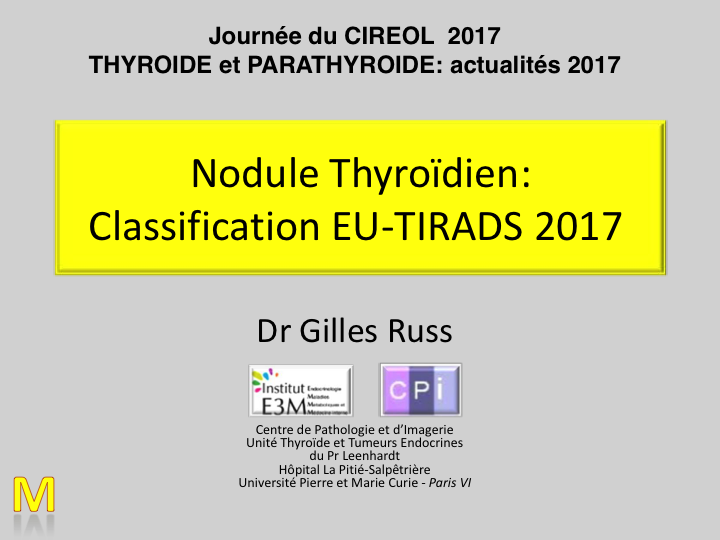 Journée du CIREOL 2017
THYROIDE et PARATHYROIDE: actualités 2017
Nodule Thyroïdien:
Classification EU-TIRADS 2017
Dr Gilles Russ
Institut
E3M
Endocrinologie
Maladies
Métaboliques et
Médecine Interne
CPi
Centre de Pathologie et d'Imagerie
Unité Thyroïde et Tumeurs Endocrines
du Pr Leenhardt
Hôpital La Pitié-Salpêtrière
Université Pierre et Marie Curie - Paris VI
M